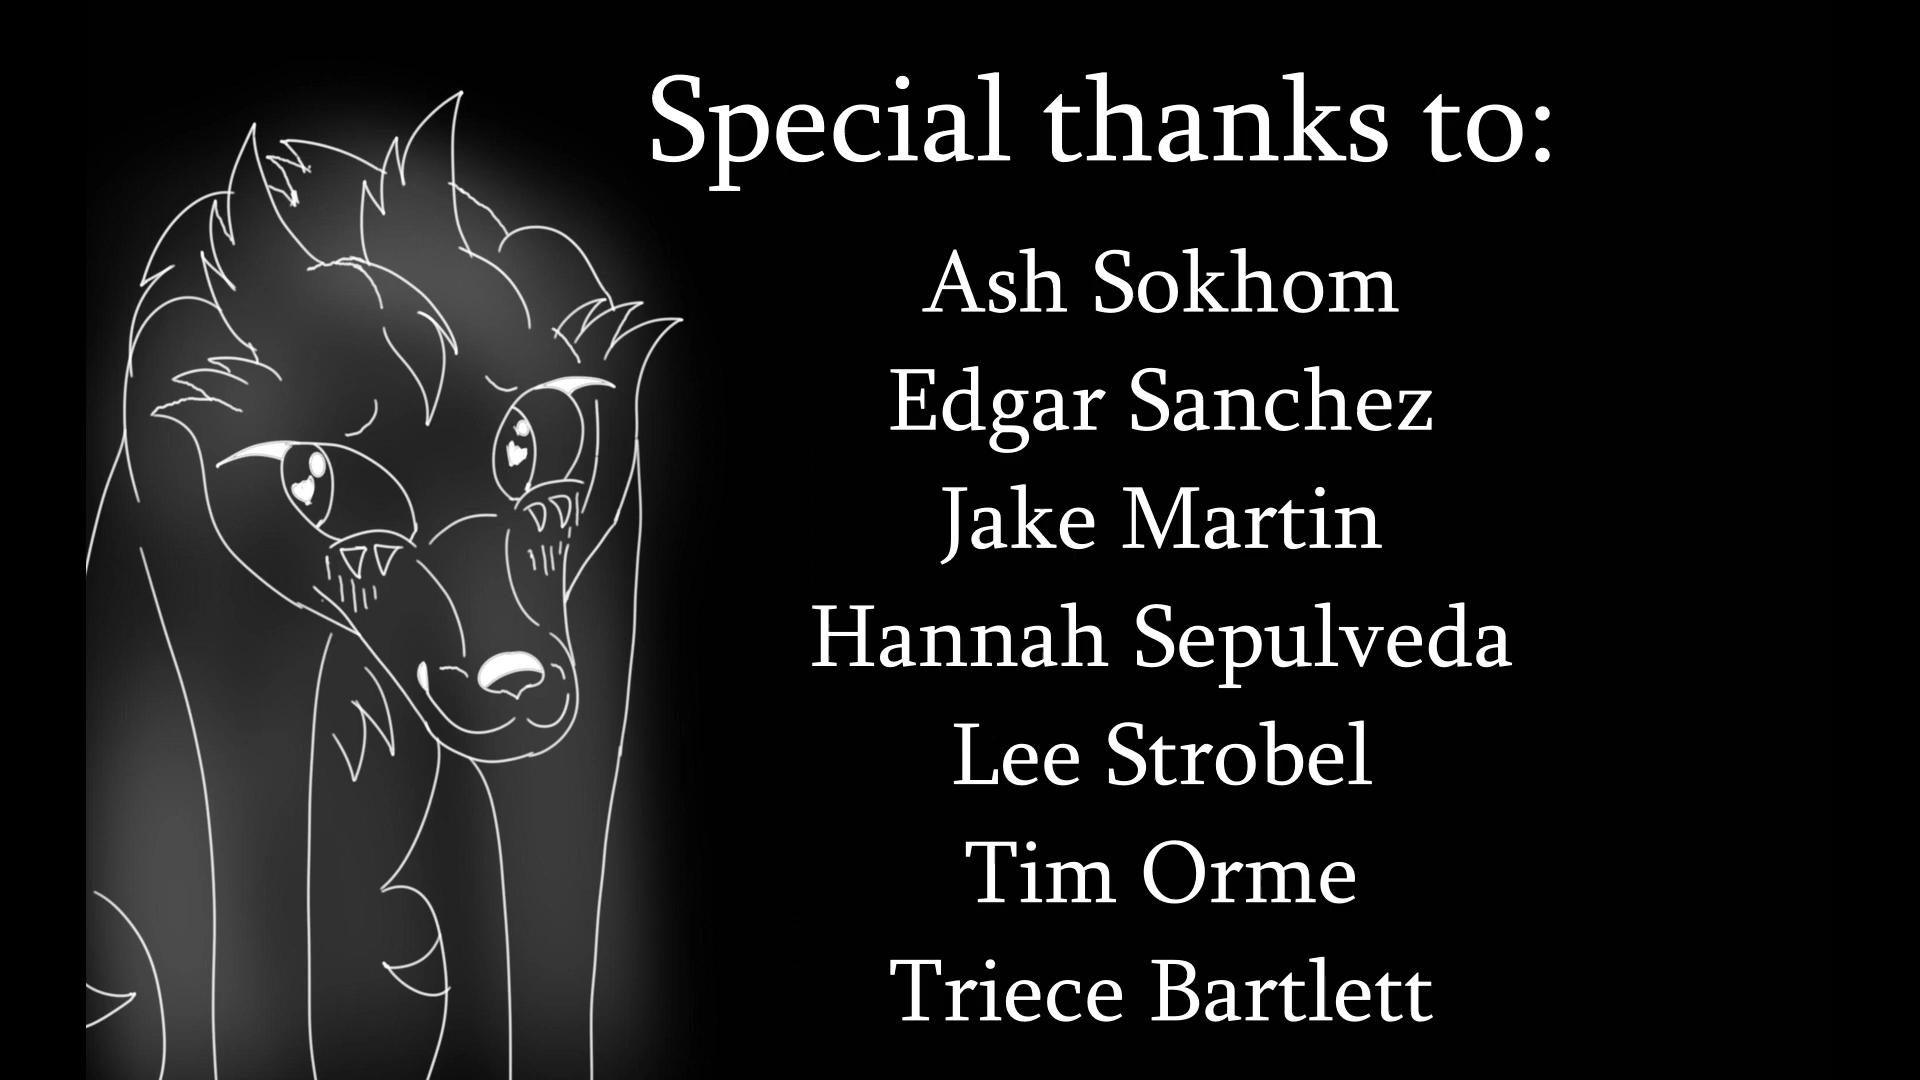 Special thanks to:
Ash Sokhom
Edgar Sanchez
Jake Martin
Hannah Sepulveda
Lee Strobel
Tim Orme
Triece Bartlett